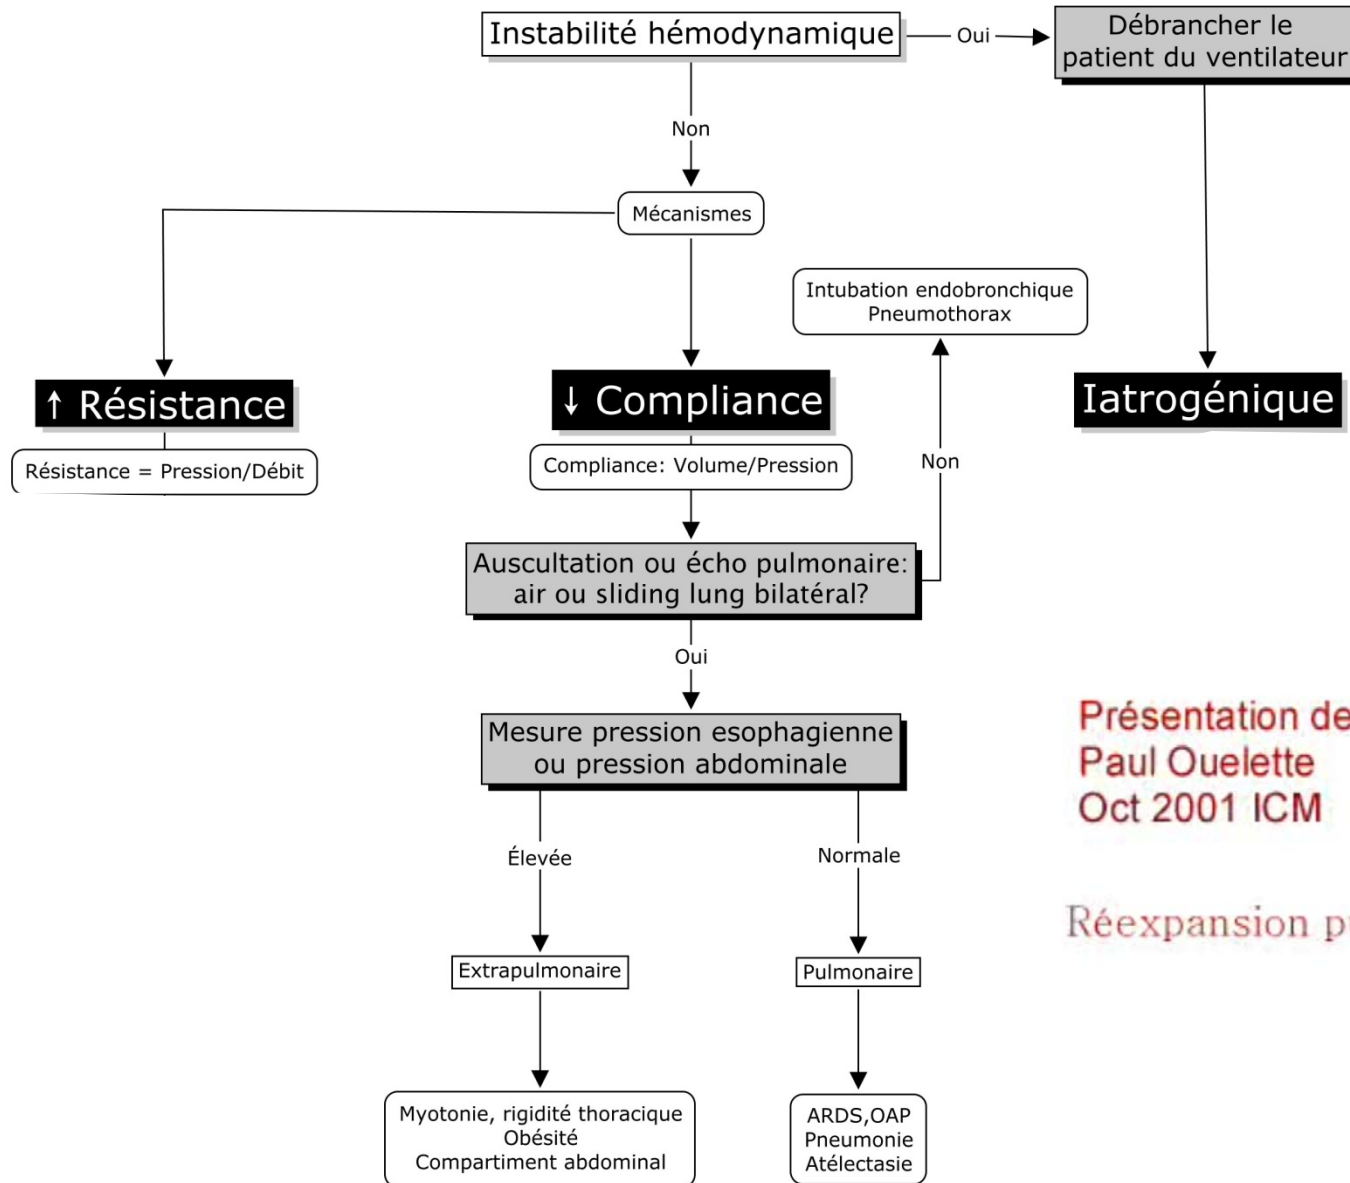 Instabilité hémodynamique
Oui
Débrancher le
patient du ventilateur
Non
Mécanismes
Intubation endobronchique
Pneumothorax
↑ Résistance
↓ Compliance
Iatrogénique
Résistance = Pression/Débit
Compliance: Volume/Pression
Non
Auscultation ou écho pulmonaire:
air ou sliding lung bilatéral?
Oui
Mesure pression esophagienne
ou pression abdominale
Présentation de
Paul Ouelette
Oct 2001 ICM
Élevée
Normale
Réexpansion
Extrapulmonaire
Pulmonaire
Myotonie, rigidité thoracique
Obésité
Compartiment abdominal
ARDS,OAP
Pneumonie
Atélectasie